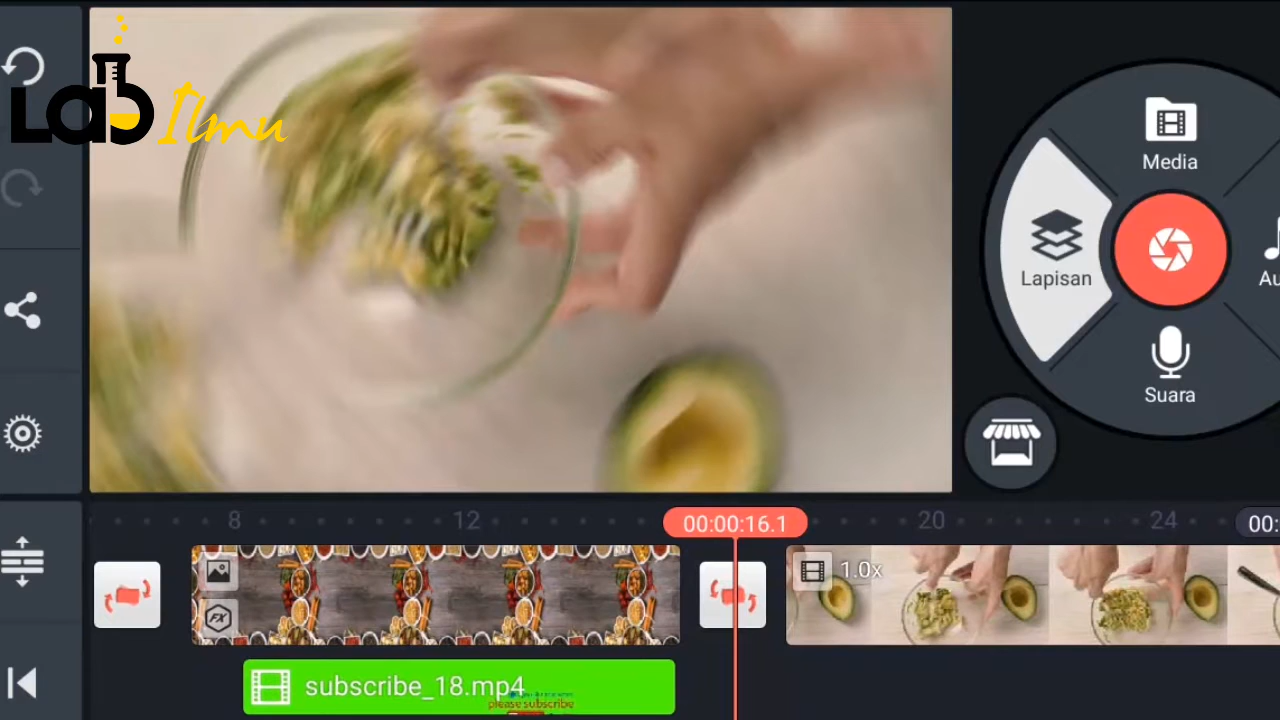 Lab Ilmu
Media
Lapisan
Au
Suara
8
12
00:00:16.1
20
24
00:
1.0x
FX
subscribe_18.mp4
please subscribe